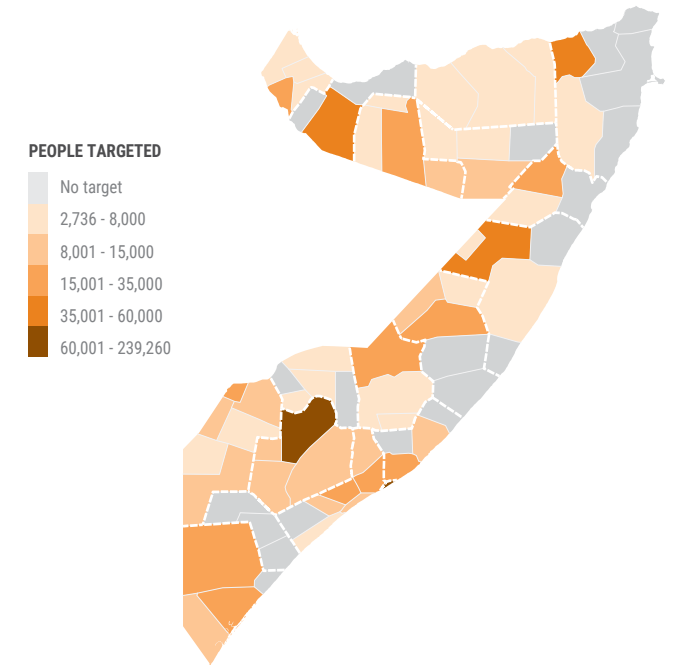 PEOPLE TARGETED
No target
2,736 - 8,000
8,001 - 15,000
15,001 - 35,000
35,001 - 60,000
60,001 - 239,260